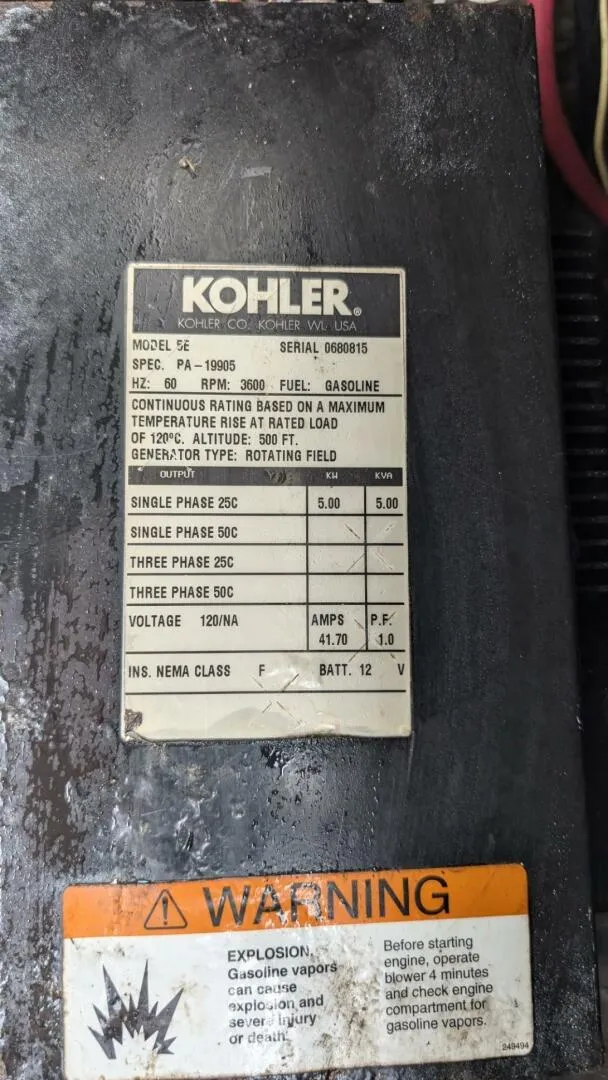 KOHLER®
KOHLER CO. KOHLER WI. USA
MODEL 5E SERIAL 0680815
SPEC. PA-19905
HZ: 60 RPM: 3600 FUEL: GASOLINE
CONTINUOUS RATING BASED ON A MAXIMUM
TEMPERATURE RISE AT RATED LOAD
OF 120ºC. ALTITUDE: 500 FT.
GENERATOR TYPE: ROTATING FIELD
OUTPUT KW KVA
SINGLE PHASE 25C 5.00 5.00
SINGLE PHASE 50C
THREE PHASE 25C
THREE PHASE 50C
VOLTAGE 120/NA AMPS P.F.
41.70 1.0
INS. NEMA CLASS F BATT. 12 V
WARNING
EXPLOSION.
Gasoline vapors
can cause
explosion and
severe injury
or death.
Before starting
engine, operate
blower 4 minutes
and check engine
compartment for
gasoline vapors.
249494